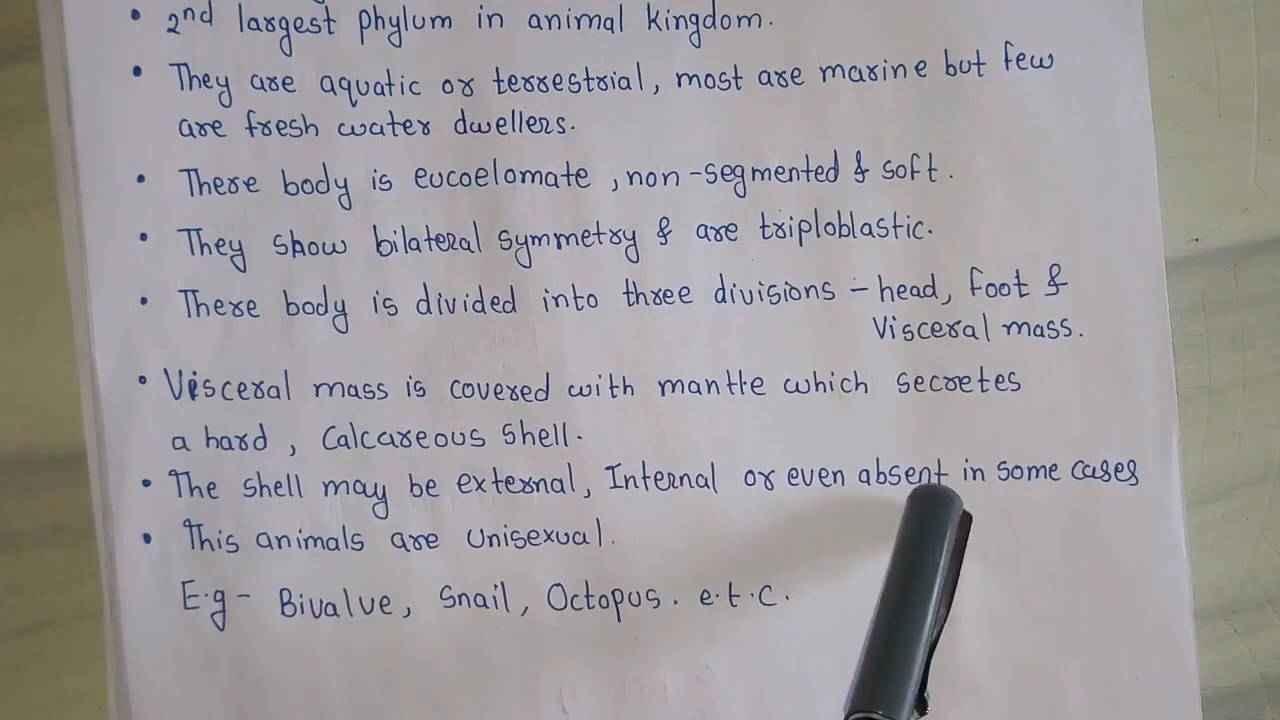 • 2nd largest phylum in animal kingdom.
• They are aquatic or terrestrial, most are marine but few
are fresh water dwellers.
• There body is eucoelomate, non-segmented & soft.
• They show bilateral symmetry & are triploblastic.
• There body is divided into three divisions - head, foot &
Visceral mass.
• Visceral mass is covered with mantle which secretes
a hard, Calcareous Shell.
• The shell may be external, Internal or even absent in some cases
• This animals are Unisexual.
E.g - Bivalve, Snail, Octopus. e.t.c.